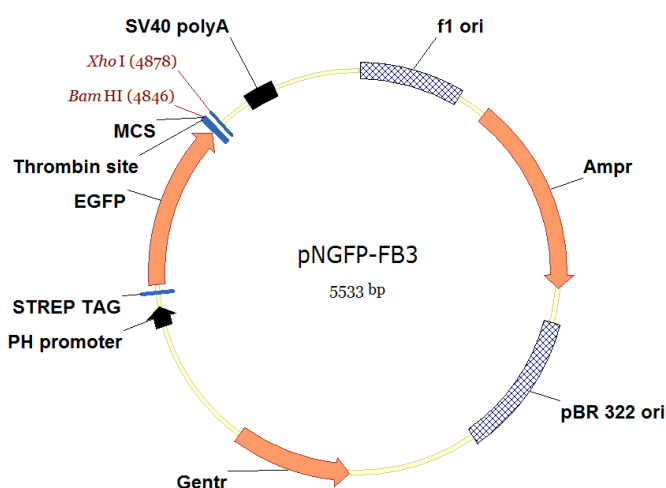 SV40 polyA
f1 ori
XhoI (4878)
BamHI (4846)
MCS
Thrombin site
Ampr
EGFP
pNGFP-FB3
5533 bp
STREP TAG
PH promoter
pBR 322 ori
Gentr